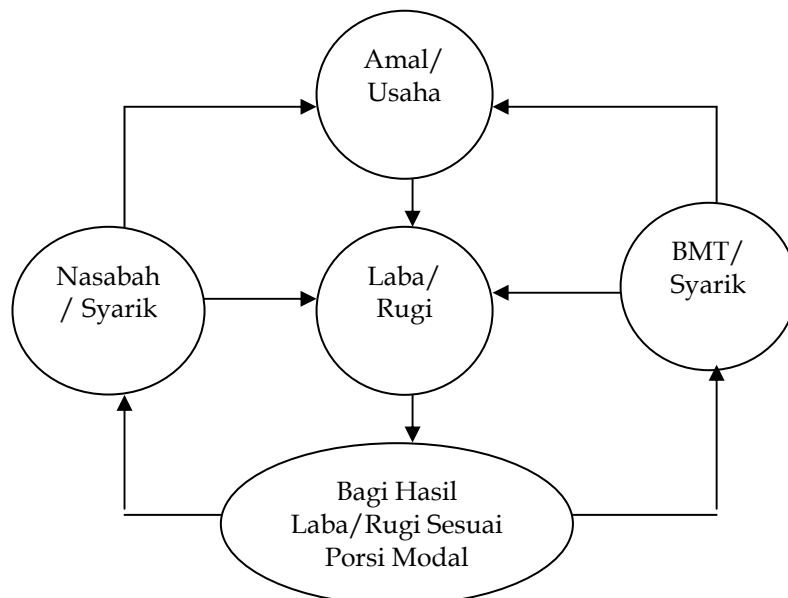 Amal/
Usaha
Nasabah
/ Syarik
Laba/
Rugi
BMT/
Syarik
Bagi Hasil
Laba/Rugi Sesuai
Porsi Modal